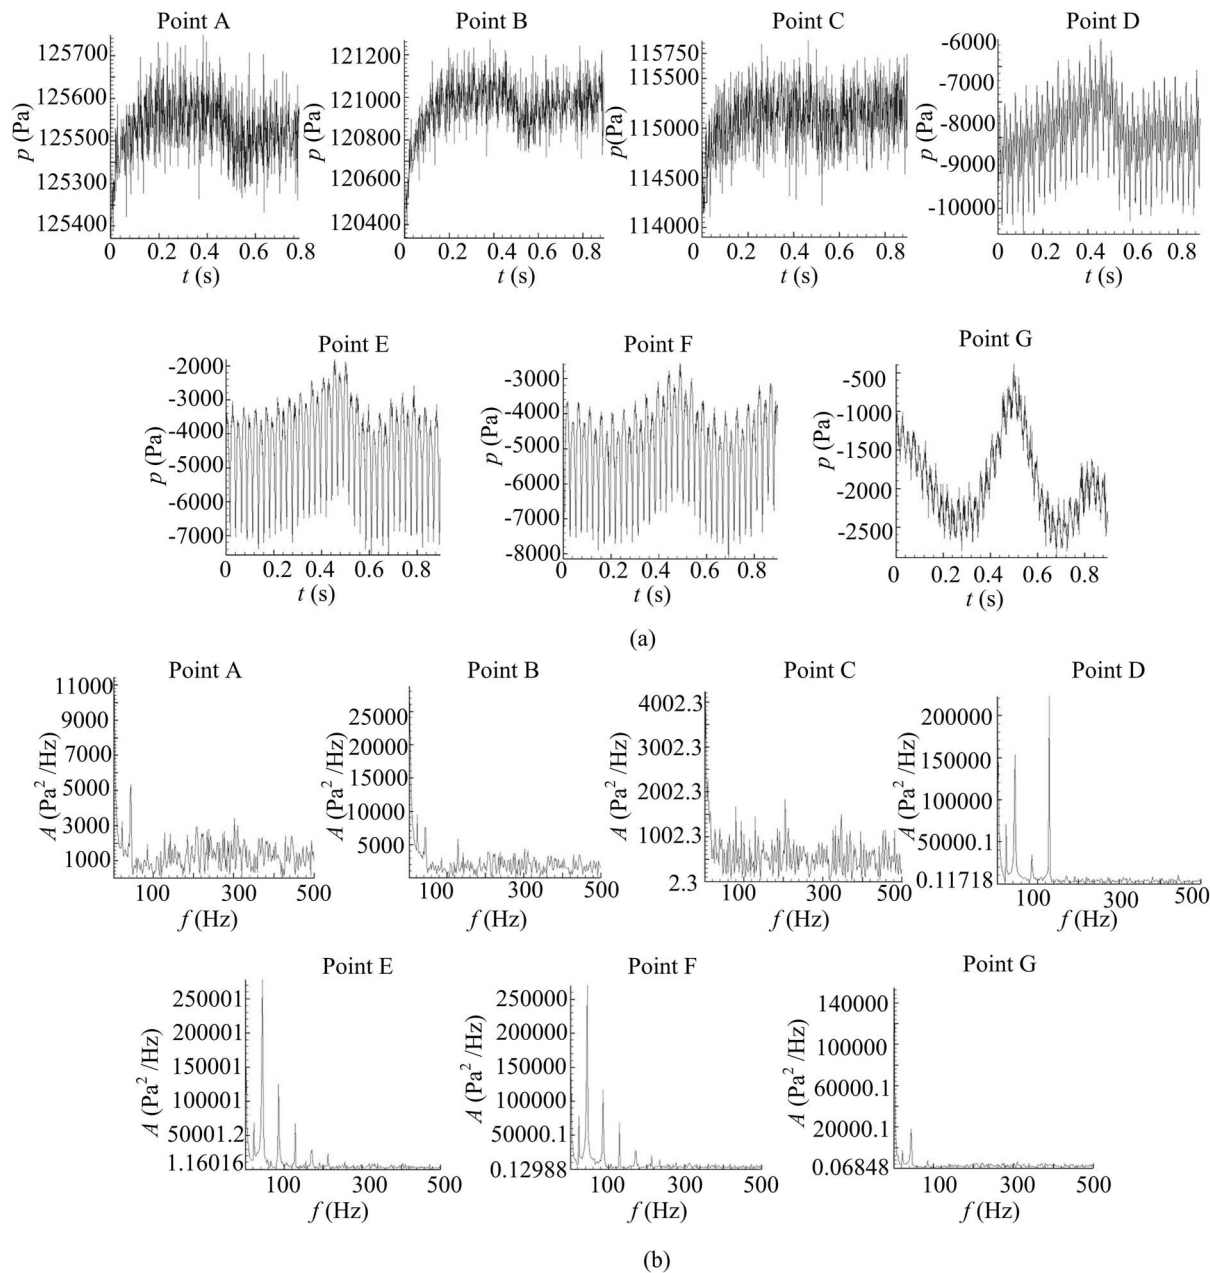 Point A
125700
125600
125500
125300
125400
p (Pa)
0 0.2 0.4 0.6 0.8
t (s)
Point B
121200
121000
120800
120600
120400
p (Pa)
0 0.2 0.4 0.6 0.8
t (s)
Point C
115750
115500
115000
114500
114000
p(Pa)
0 0.2 0.4 0.6 0.8
t (s)
Point D
-6000
-7000
-8000
-9000
-10000
p (Pa)
0 0.2 0.4 0.6 0.8
t (s)
Point E
-2000
-3000
-4000
-5000
-6000
-7000
p (Pa)
0 0.2 0.4 0.6 0.8
t (s)
Point F
-3000
-4000
-5000
-6000
-7000
-8000
p (Pa)
0 0.2 0.4 0.6 0.8
t (s)
Point G
-500
-1000
-1500
-2000
-2500
p (Pa)
0 0.2 0.4 0.6 0.8
t (s)
(a)
Point A
11000
9000
7000
5000
3000
1000
A (Pa² /Hz)
100 300 500
f (Hz)
Point B
25000
20000
15000
10000
5000
A (Pa² /Hz)
100 300 500
f (Hz)
Point C
4002.3
3002.3
2002.3
1002.3
2.3
A (Pa² /Hz)
100 300 500
f (Hz)
Point D
200000
150000
100000
50000.1
0.11718
A (Pa² /Hz)
100 300 500
f (Hz)
Point E
250001
200001
150001
100001
50001.2
1.16016
A (Pa² /Hz)
100 300 500
f (Hz)
Point F
250000
200000
150000
100000
50000.1
0.12988
A (Pa² /Hz)
100 300 500
f (Hz)
Point G
140000
100000
60000.1
20000.1
0.06848
A (Pa² /Hz)
100 300 500
f (Hz)
(b)